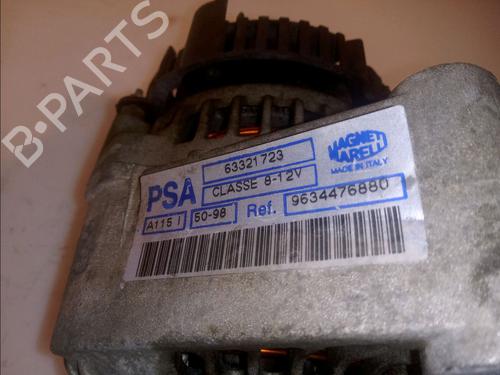 B-PARTS
PSA
63321723
CLASSE 8-12V
A115 I
50-98
Ref.
9634476880
MAGNETI
MARELLI
MADE IN ITALY